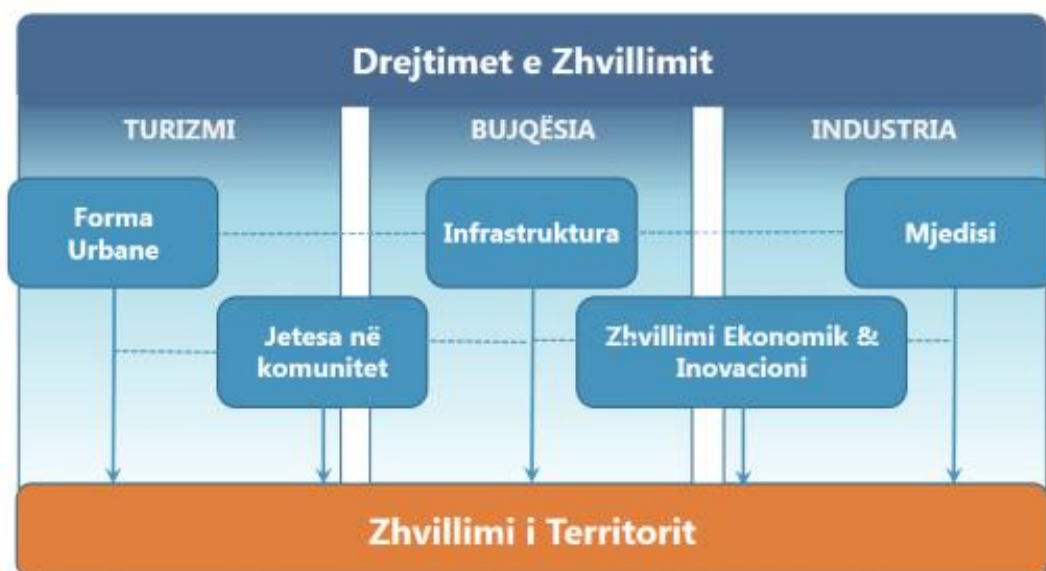 Drejtimet e Zhvillimit
TURIZMI
BUJQËSIA
INDUSTRIA
Forma
Urbane
Infrastruktura
Mjedisi
Jetesa në
komunitet
Zhvillimi Ekonomik &
Inovacioni
Zhvillimi i Territorit